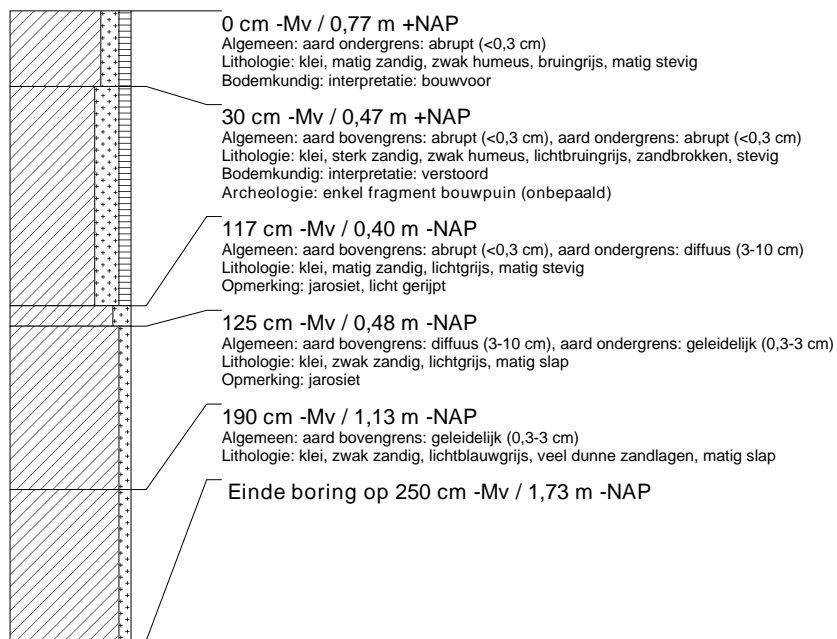 0 cm -Mv / 0,77 m +NAP
Algemeen: aard ondergrens: abrupt (<0,3 cm)
Lithologie: klei, matig zandig, zwak humeus, bruingrijs, matig stevig
Bodemkundig: interpretatie: bouwvoor
30 cm -Mv / 0,47 m +NAP
Algemeen: aard bovengrens: abrupt (<0,3 cm), aard ondergrens: abrupt (<0,3 cm)
Lithologie: klei, sterk zandig, zwak humeus, lichtbruingrijs, zandbrokken, stevig
Bodemkundig: interpretatie: verstoord
Archeologie: enkel fragment bouwpuin (onbepaald)
117 cm -Mv / 0,40 m -NAP
Algemeen: aard bovengrens: abrupt (<0,3 cm), aard ondergrens: diffuus (3-10 cm)
Lithologie: klei, matig zandig, lichtgrijs, matig stevig
Opmerking: jarosiet, licht gerijpt
125 cm -Mv / 0,48 m -NAP
Algemeen: aard bovengrens: diffuus (3-10 cm), aard ondergrens: geleidelijk (0,3-3 cm)
Lithologie: klei, zwak zandig, lichtgrijs, matig slap
Opmerking: jarosiet
190 cm -Mv / 1,13 m -NAP
Algemeen: aard bovengrens: geleidelijk (0,3-3 cm)
Lithologie: klei, zwak zandig, lichtblauwgrijs, veel dunne zandlagen, matig slap
Einde boring op 250 cm -Mv / 1,73 m -NAP